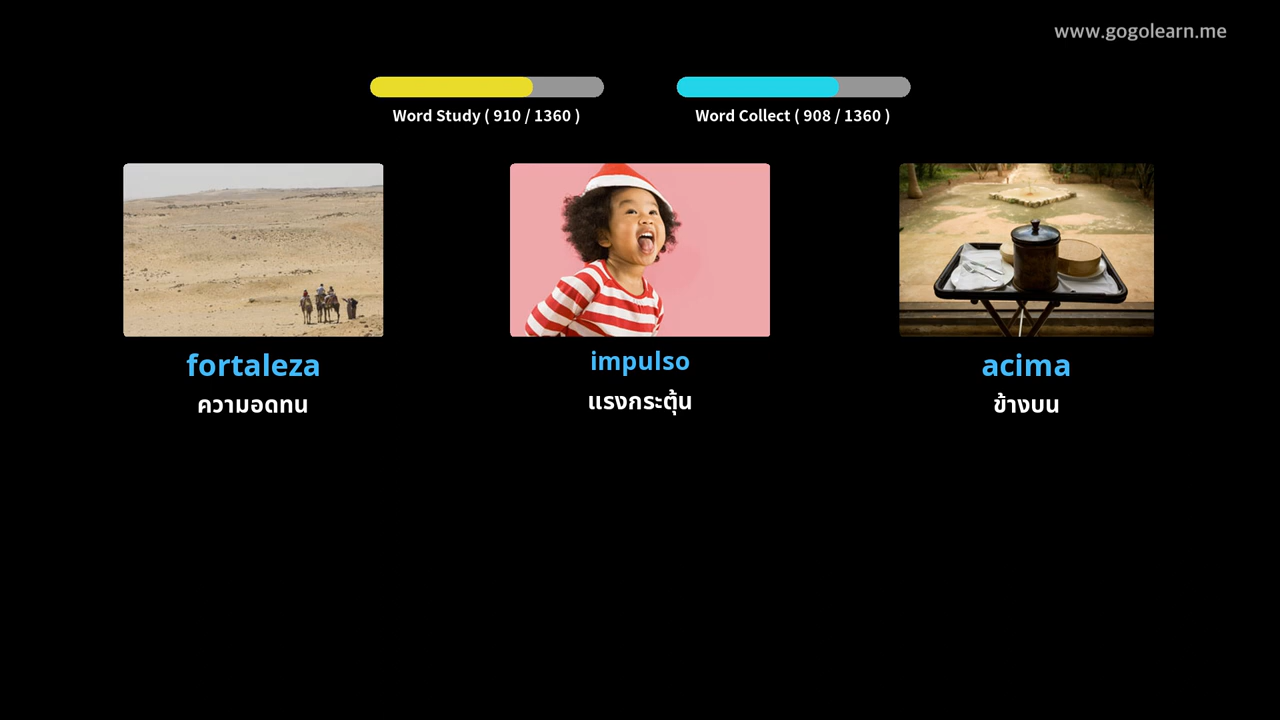 www.gogolearn.me
Word Study ( 910 / 1360 )
Word Collect ( 908 / 1360 )
fortaleza
ความอดทน
impulso
แรงกระตุ้น
acima
ข้างบน